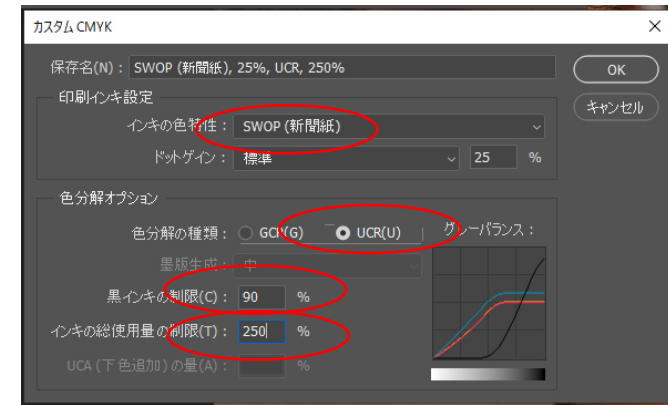 カスタム CMYK
保存名(N): SWOP (新聞紙), 25%, UCR, 250%
OK
印刷インキ設定
キャンセル
インキの色特性: SWOP (新聞紙)
ドットゲイン: 標準 25 %
色分解オプション
色分解の種類: GCR(G) UCR(U) グレーバランス:
墨版生成: 中
黒インキの制限(C): 90 %
インキの総使用量の制限(T): 250 %
UCA (下色追加) の量(A): %